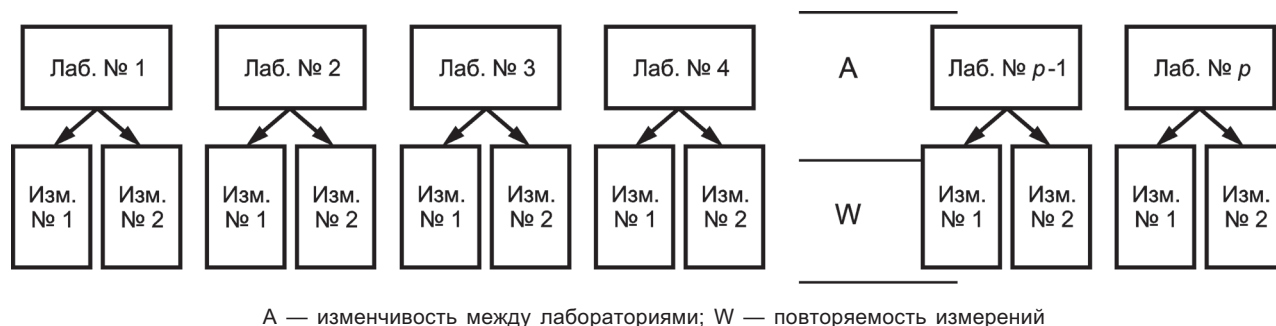 Лаб. № 1 Лаб. № 2 Лаб. № 3 Лаб. № 4 A Лаб. № p-1 Лаб. № p
Изм. Изм. Изм. Изм. Изм. Изм. Изм. Изм. Изм. Изм. Изм. Изм.
№ 1 № 2 № 1 № 2 № 1 № 2 № 1 № 2 W № 1 № 2 № 1 № 2
A — изменчивость между лабораториями; W — повторяемость измерений